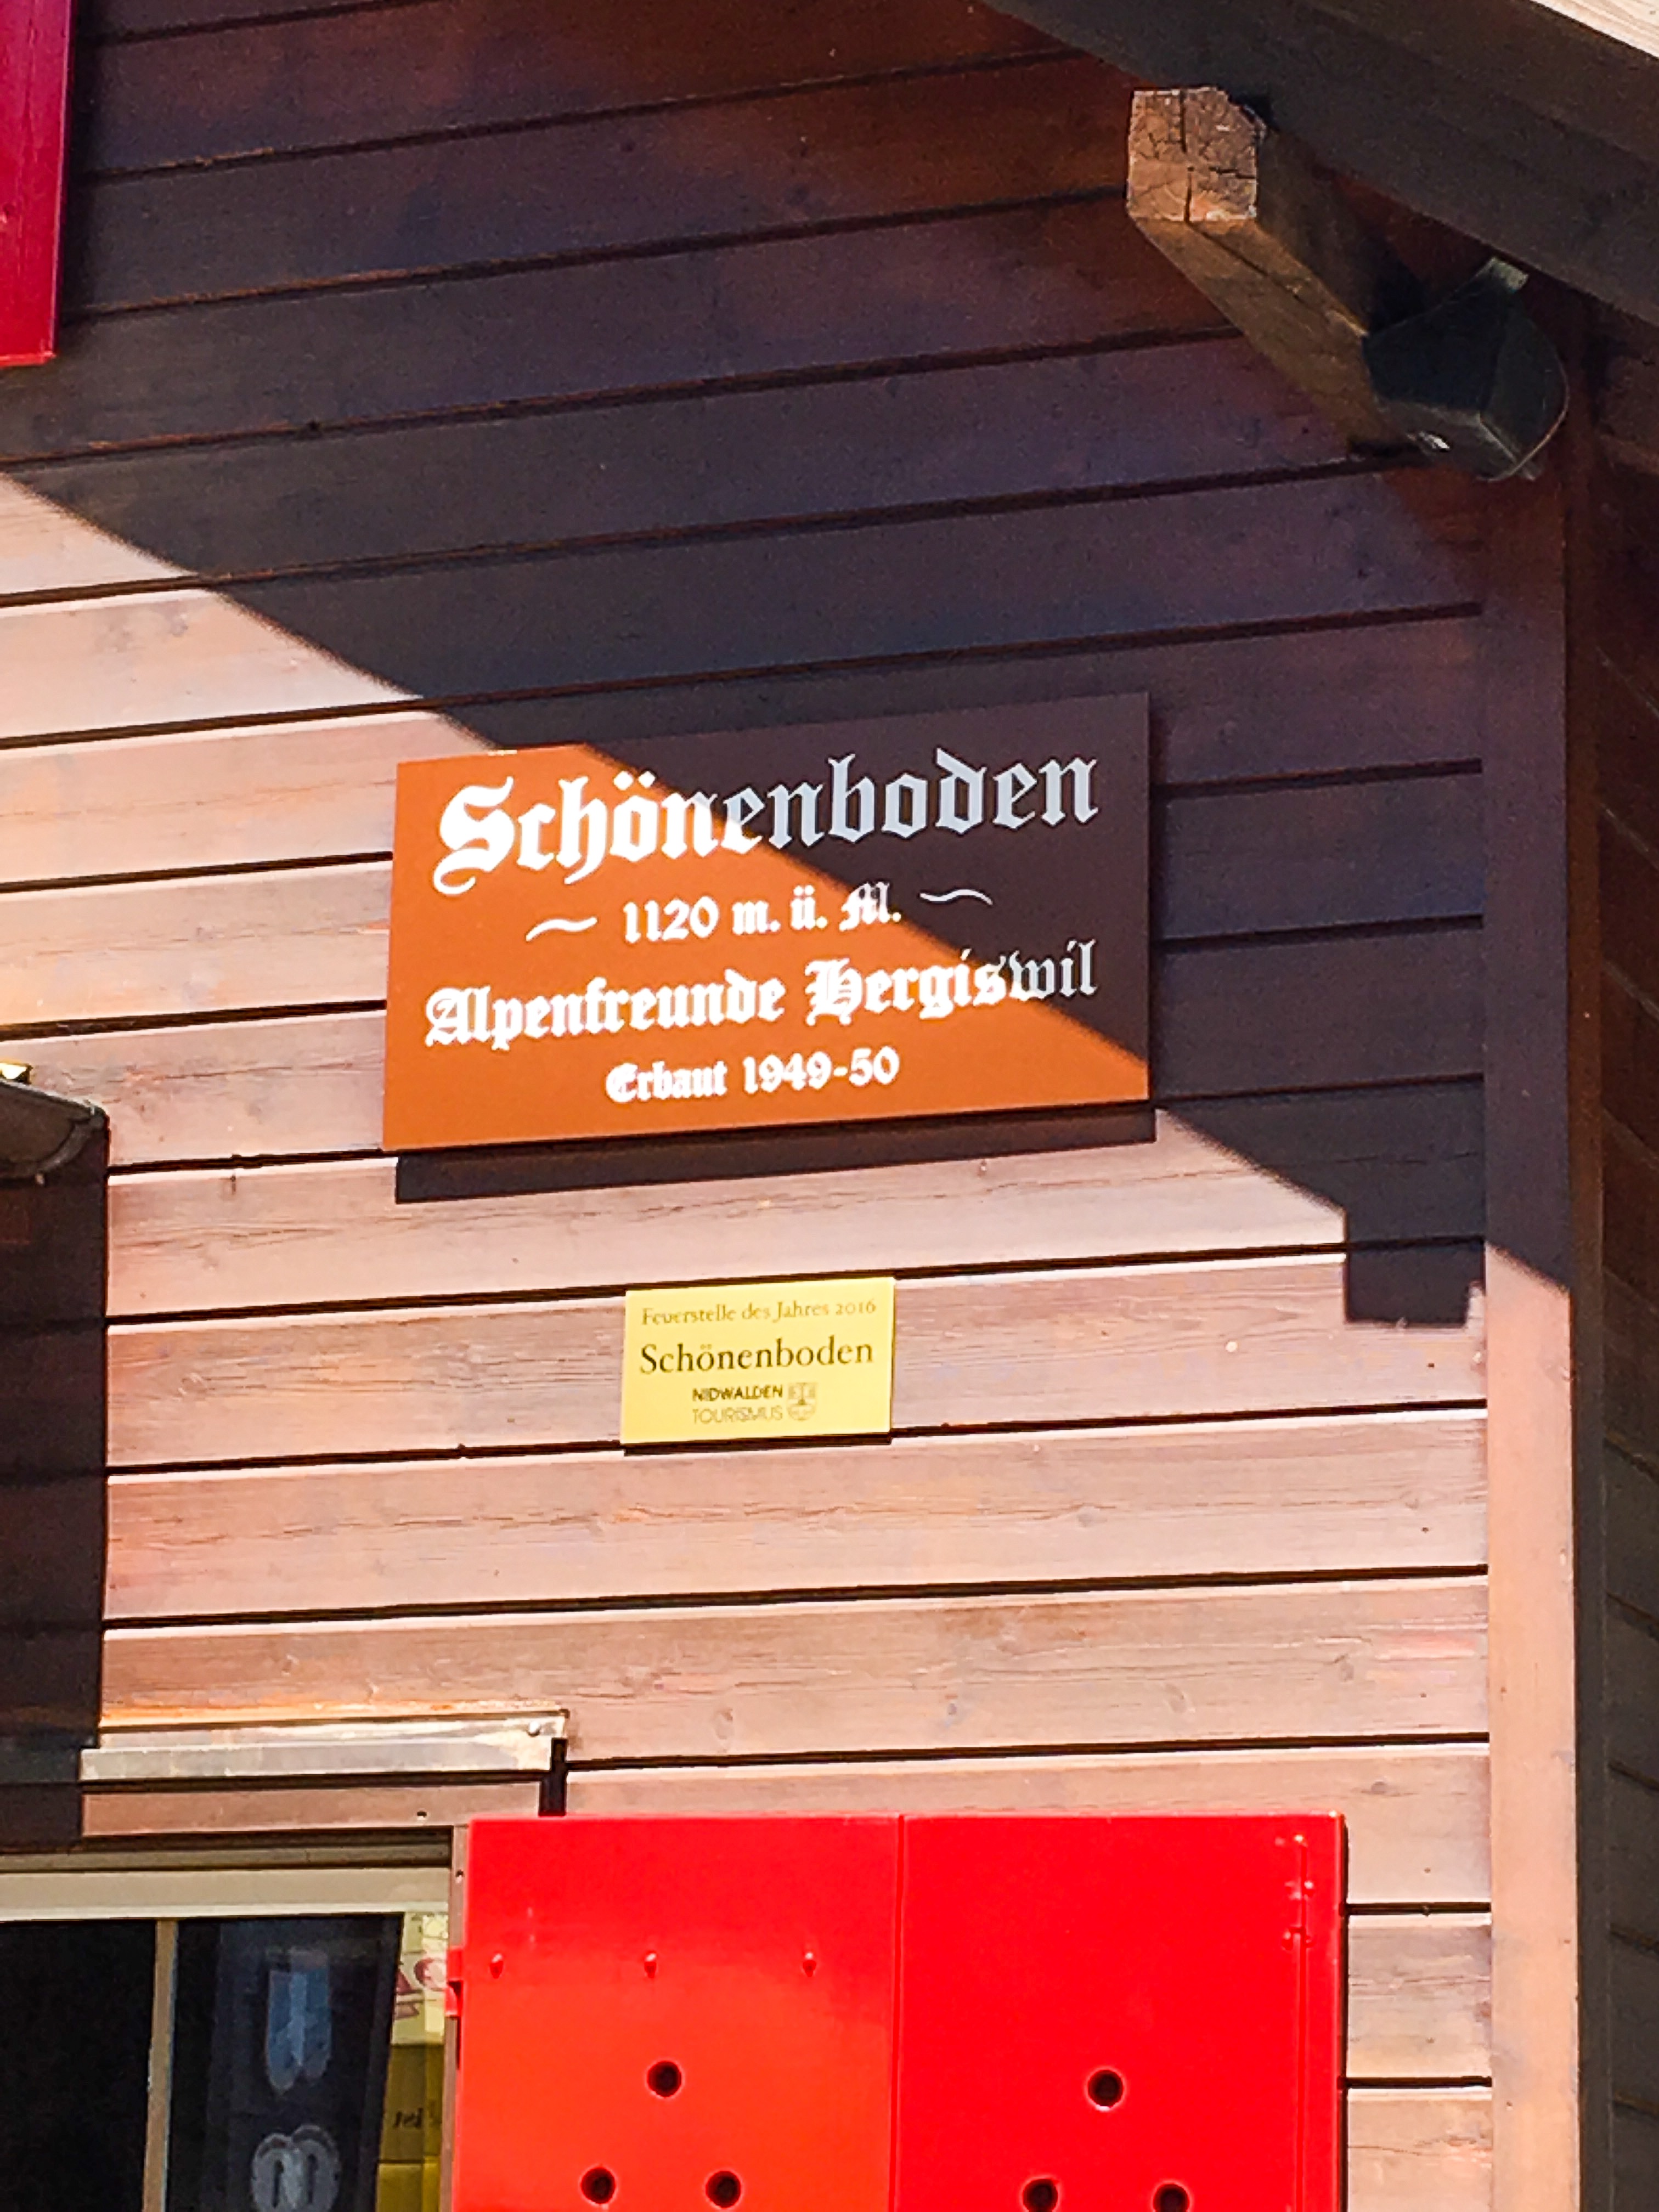 Schönenboden
~ 1120 m. ü. M. ~
Alpenfreunde Hergiswil
Erbaut 1949-50
Feuerstelle des Jahres 2016
Schönenboden
NIDWALDEN
TOURISMUS